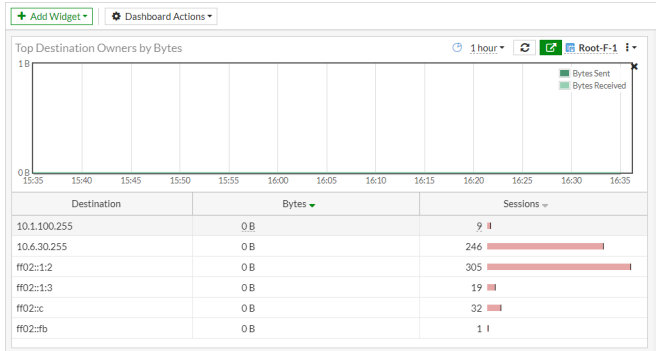 Add Widget Dashboard Actions
Top Destination Owners by Bytes 1 hour Root-F-1
1 B
Bytes Sent
Bytes Received
0 B
15:35 15:40 15:45 15:50 15:55 16:00 16:05 16:10 16:15 16:20 16:25 16:30 16:35
Destination Bytes Sessions
10.1.100.255 0 B 9
10.6.30.255 0 B 246
ff02::1:2 0 B 305
ff02::1:3 0 B 19
ff02::c 0 B 32
ff02::fb 0 B 1